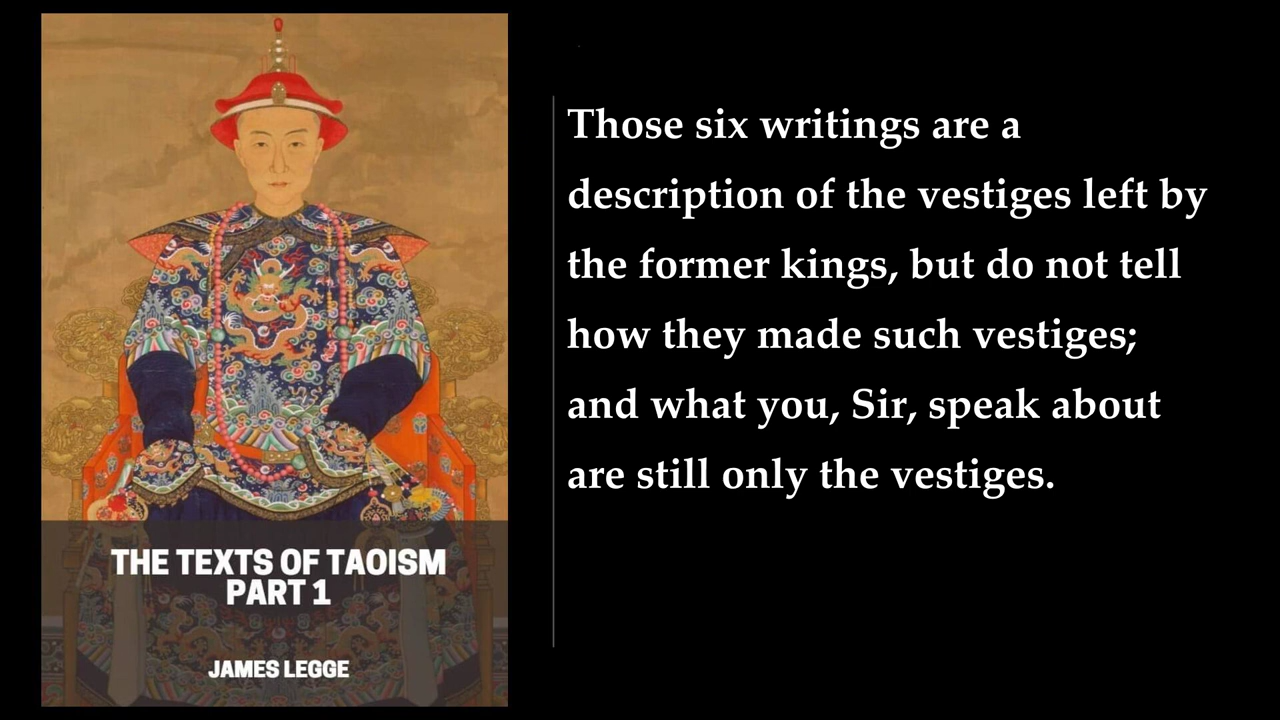 Those six writings are a
description of the vestiges left by
the former kings, but do not tell
how they made such vestiges;
and what you, Sir, speak about
are still only the vestiges.
THE TEXTS OF TAOISM
PART 1
JAMES LEGGE